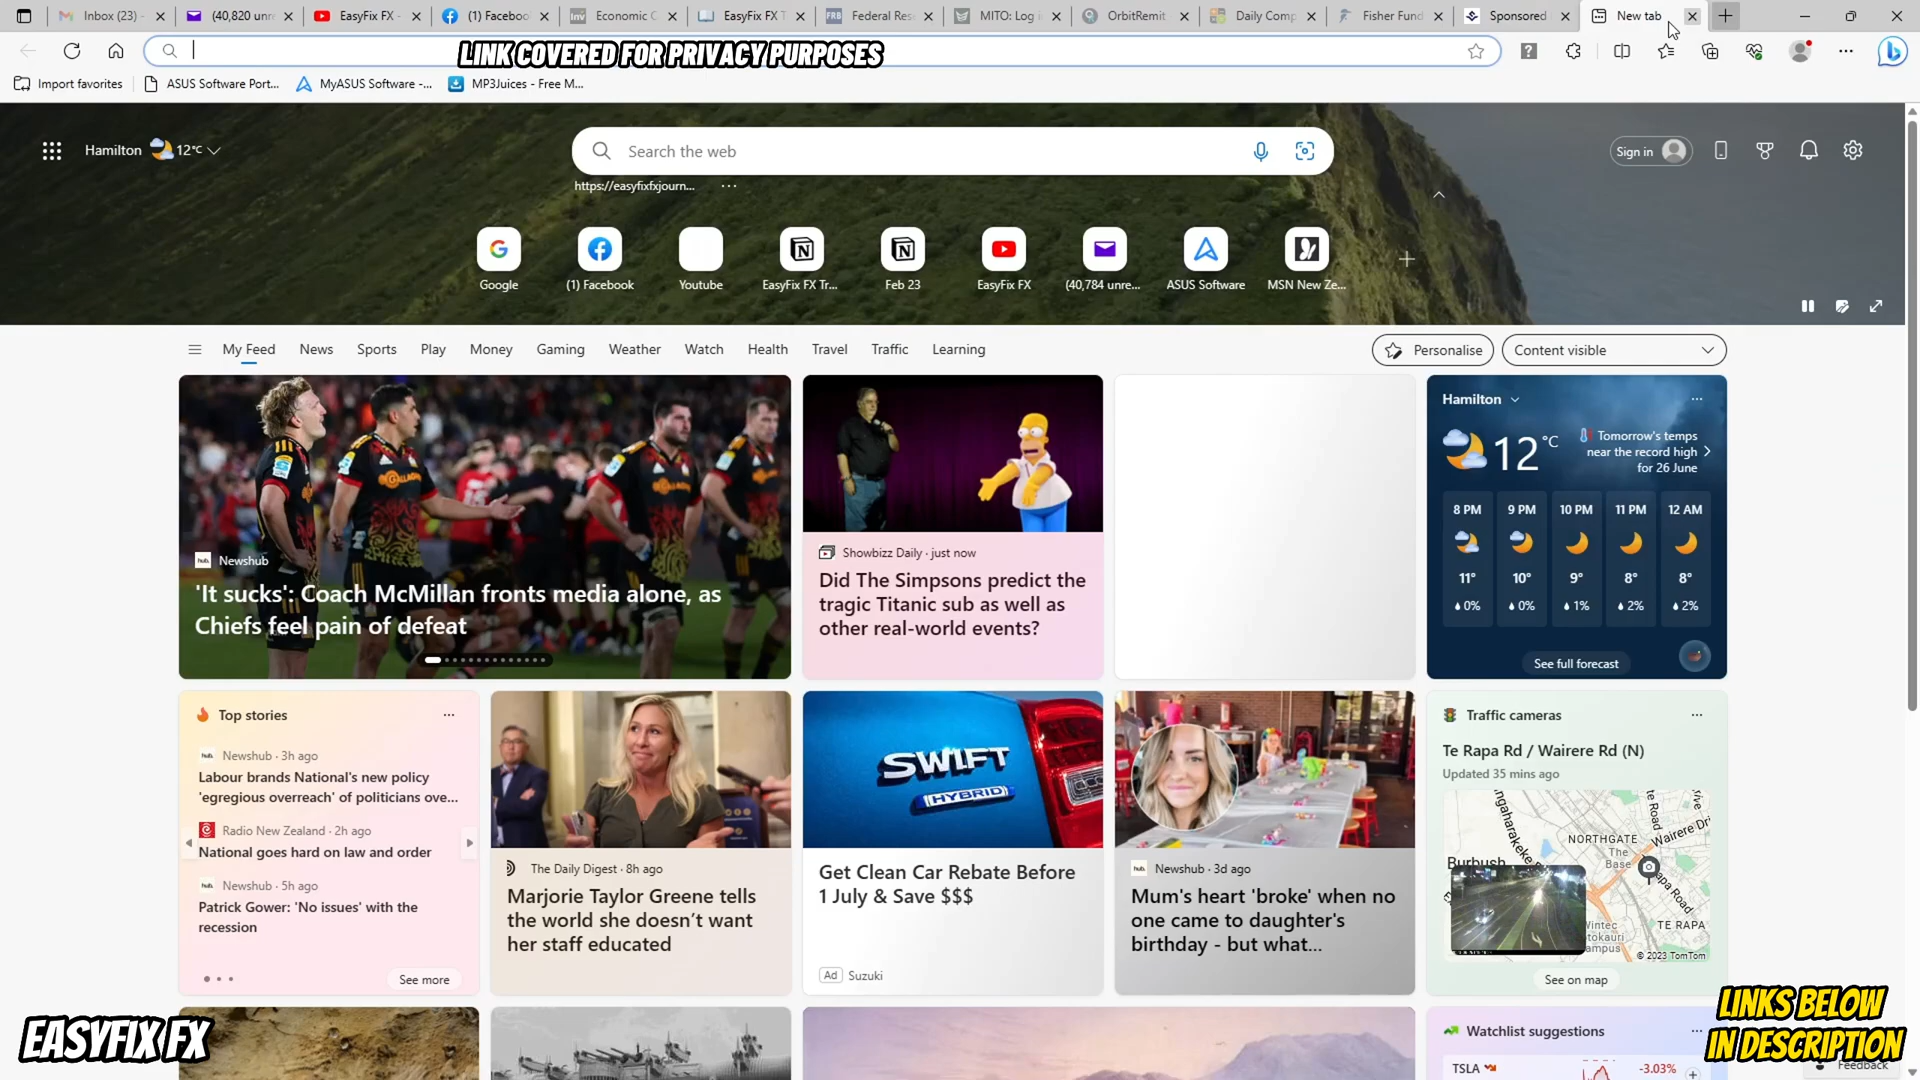 Inbox (23) -
(40,820 unre
EasyFix FX -
(1) Faceboo
Economic C
EasyFix FX T
Federal Res
MITO: Log i
OrbitRemit
Daily Comp
Fisher Fund
Sponsored
New tab
LINK COVERED FOR PRIVACY PURPOSES
Import favorites
ASUS Software Port...
MyASUS Software -...
MP3Juices - Free M...
Hamilton
12°C
Search the web
Sign in
https://easyfixfxjourn...
Google
(1) Facebook
Youtube
EasyFix FX Tr...
Feb 23
EasyFix FX
(40,784 unre...
ASUS Software
MSN New Ze...
My Feed
News
Sports
Play
Money
Gaming
Weather
Watch
Health
Travel
Traffic
Learning
Personalise
Content visible
Newshub
'It sucks': Coach McMillan fronts media alone, as
Chiefs feel pain of defeat
Showbizz Daily · just now
Did The Simpsons predict the
tragic Titanic sub as well as
other real-world events?
Hamilton
12 °C
Tomorrow's temps
near the record high
for 26 June
8 PM 9 PM 10 PM 11 PM 12 AM
11° 10° 9° 8° 8°
0% 0% 1% 2% 2%
See full forecast
Top stories
Newshub · 3h ago
Labour brands National's new policy
'egregious overreach' of politicians ove...
Radio New Zealand · 2h ago
National goes hard on law and order
Newshub · 5h ago
Patrick Gower: 'No issues' with the
recession
See more
The Daily Digest · 8h ago
Marjorie Taylor Greene tells
the world she doesn't want
her staff educated
SWIFT
HYBRID
Get Clean Car Rebate Before
1 July & Save $$$
Ad Suzuki
Newshub · 3d ago
Mum's heart 'broke' when no
one came to daughter's
birthday - but what...
Traffic cameras
Te Rapa Rd / Wairere Rd (N)
Updated 35 mins ago
NORTHGATE
The
Base
Wairere Dr
Burbush
Rapa Road
TE RAPA
Wintec
otokauri
ampus
© 2023 TomTom
See on map
EASYFIX FX
Watchlist suggestions
TSLA
-3.03%
LINKS BELOW
IN DESCRIPTION
Feedback